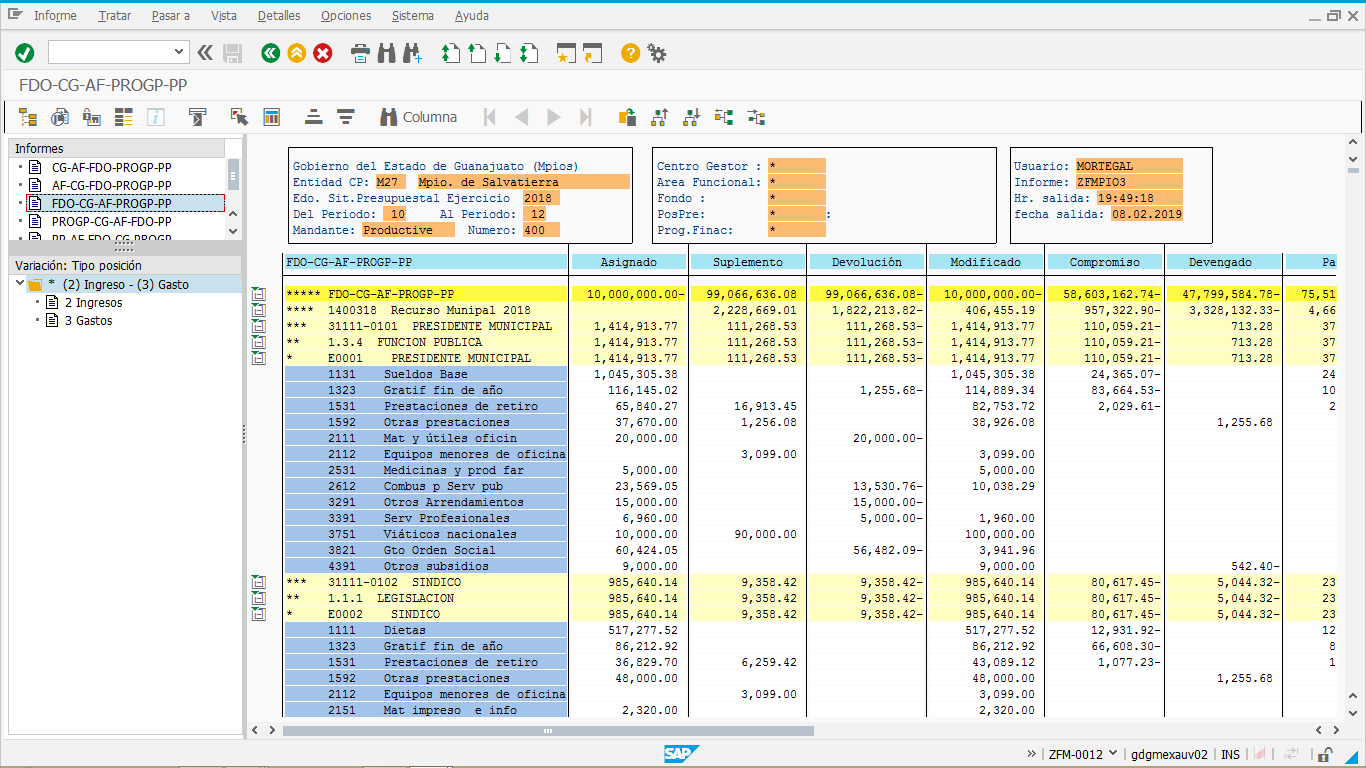 Informe Tratar Pasar a Vista Detalles Opciones Sistema Ayuda
FDO-CG-AF-PROGP-PP
Columna
Informes
CG-AF-FDO-PROGP-PP
AF-CG-FDO-PROGP-PP
FDO-CG-AF-PROGP-PP
PROGP-CG-AF-FDO-PP
PP-AF-FDO-CG-PROGP
Variación: Tipo posición
* (2) Ingreso - (3) Gasto
2 Ingresos
3 Gastos
Gobierno del Estado de Guanajuato (Mpios)
Entidad CP: M27 Mpio. de Salvatierra
Edo. Sit.Presupuestal Ejercicio 2018
Del Periodo: 10 Al Periodo: 12
Mandante: Productive Numero: 400
Centro Gestor : *
Area Funcional: *
Fondo : *
PosPre: * :
Prog.Finac: *
Usuario: MORTEGAL
Informe: ZFMPIO3
Hr. salida: 19:49:18
fecha salida: 08.02.2019
FDO-CG-AF-PROGP-PP Asignado Suplemento Devolución Modificado Compromiso Devengado Pa
***** FDO-CG-AF-PROGP-PP 10,000,000.00- 99,066,636.08 99,066,636.08- 10,000,000.00- 58,603,162.74- 47,799,584.78- 75,51
**** 1400318 Recurso Munipal 2018 2,228,669.01 1,822,213.82- 406,455.19 957,322.90- 3,328,132.33- 4,66
*** 31111-0101 PRESIDENTE MUNICIPAL 1,414,913.77 111,268.53 111,268.53- 1,414,913.77 110,059.21- 713.28 37
** 1.3.4 FUNCION PUBLICA 1,414,913.77 111,268.53 111,268.53- 1,414,913.77 110,059.21- 713.28 37
* E0001 PRESIDENTE MUNICIPAL 1,414,913.77 111,268.53 111,268.53- 1,414,913.77 110,059.21- 713.28 37
1131 Sueldos Base 1,045,305.38 1,045,305.38 24,365.07- 24
1323 Gratif fin de año 116,145.02 1,255.68- 114,889.34 83,664.53- 10
1531 Prestaciones de retiro 65,840.27 16,913.45 82,753.72 2,029.61- 2
1592 Otras prestaciones 37,670.00 1,256.08 38,926.08 1,255.68
2111 Mat y útiles oficin 20,000.00 20,000.00-
2112 Equipos menores de oficina 3,099.00 3,099.00
2531 Medicinas y prod far 5,000.00 5,000.00
2612 Combus p Serv pub 23,569.05 13,530.76- 10,038.29
3291 Otros Arrendamientos 15,000.00 15,000.00-
3391 Serv Profesionales 6,960.00 5,000.00- 1,960.00
3751 Viáticos nacionales 10,000.00 90,000.00 100,000.00
3821 Gto Orden Social 60,424.05 56,482.09- 3,941.96
4391 Otros subsidios 9,000.00 9,000.00 542.40-
*** 31111-0102 SINDICO 985,640.14 9,358.42 9,358.42- 985,640.14 80,617.45- 5,044.32- 23
** 1.1.1 LEGISLACION 985,640.14 9,358.42 9,358.42- 985,640.14 80,617.45- 5,044.32- 23
* E0002 SINDICO 985,640.14 9,358.42 9,358.42- 985,640.14 80,617.45- 5,044.32- 23
1111 Dietas 517,277.52 517,277.52 12,931.92- 12
1323 Gratif fin de año 86,212.92 86,212.92 66,608.30- 8
1531 Prestaciones de retiro 36,829.70 6,259.42 43,089.12 1,077.23- 1
1592 Otras prestaciones 48,000.00 48,000.00 1,255.68
2112 Equipos menores de oficina 3,099.00 3,099.00
2151 Mat impreso e info 2,320.00 2,320.00
SAP
ZFM-0012 gdgmexauv02 INS